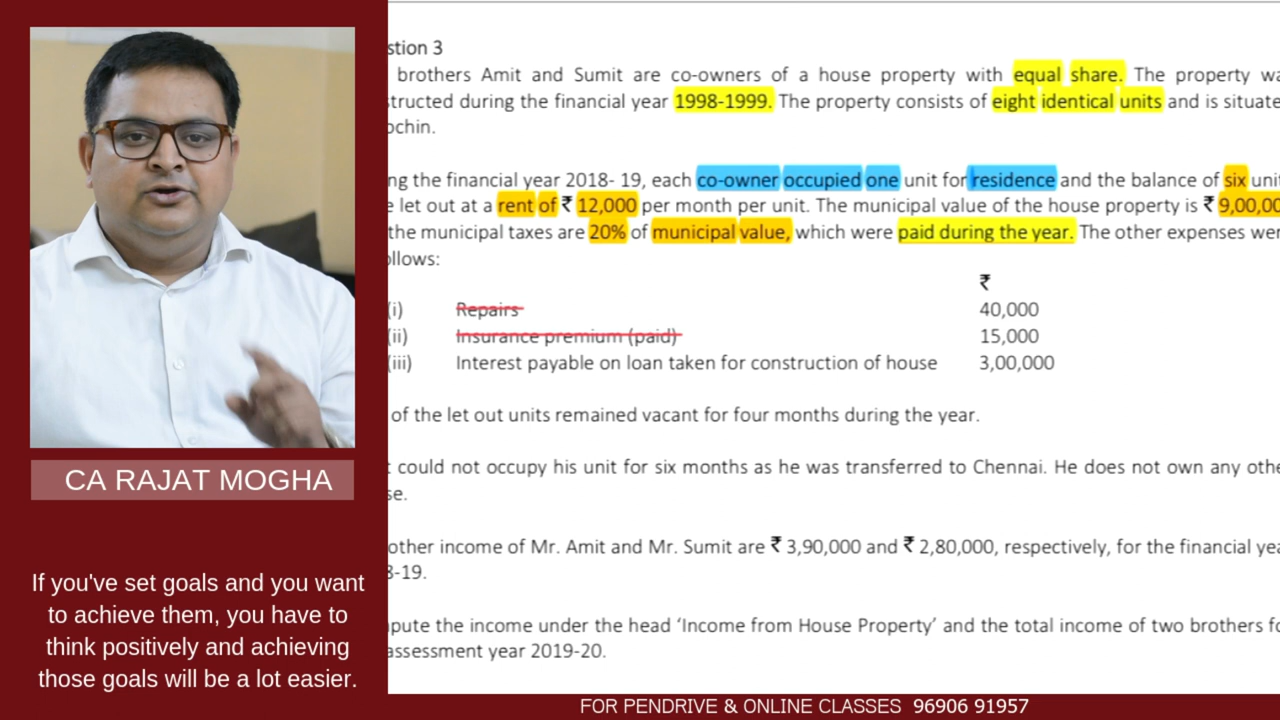 stion 3
brothers Amit and Sumit are co-owners of a house property with equal share. The property wa
structed during the financial year 1998-1999. The property consists of eight identical units and is situate
ochin.
ng the financial year 2018- 19, each co-owner occupied one unit for residence and the balance of six unit
e let out at a rent of ₹ 12,000 per month per unit. The municipal value of the house property is ₹ 9,00,00
the municipal taxes are 20% of municipal value, which were paid during the year. The other expenses wer
llows:
₹
(i) Repairs 40,000
(ii) Insurance premium (paid) 15,000
(iii) Interest payable on loan taken for construction of house 3,00,000
of the let out units remained vacant for four months during the year.
t could not occupy his unit for six months as he was transferred to Chennai. He does not own any othe
se.
other income of Mr. Amit and Mr. Sumit are ₹ 3,90,000 and ₹ 2,80,000, respectively, for the financial yea
8-19.
pute the income under the head ‘Income from House Property’ and the total income of two brothers fo
assessment year 2019-20.
CA RAJAT MOGHA
If you've set goals and you want
to achieve them, you have to
think positively and achieving
those goals will be a lot easier.
FOR PENDRIVE & ONLINE CLASSES 96906 91957